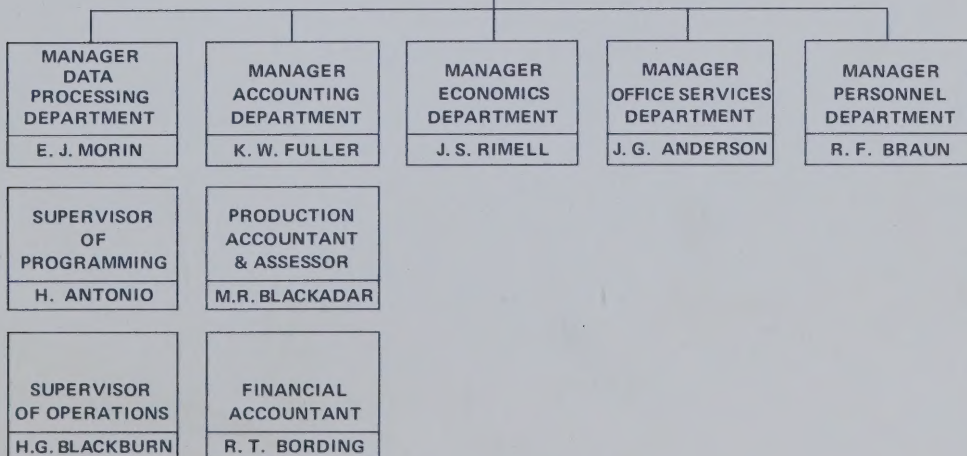 MANAGER
DATA
PROCESSING
DEPARTMENT
E. J. MORIN
MANAGER
ACCOUNTING
DEPARTMENT
K. W. FULLER
MANAGER
ECONOMICS
DEPARTMENT
J. S. RIMELL
MANAGER
OFFICE SERVICES
DEPARTMENT
J. G. ANDERSON
MANAGER
PERSONNEL
DEPARTMENT
R. F. BRAUN
SUPERVISOR
OF
PROGRAMMING
H. ANTONIO
PRODUCTION
ACCOUNTANT
& ASSESSOR
M.R. BLACKADAR
SUPERVISOR
OF OPERATIONS
H.G. BLACKBURN
FINANCIAL
ACCOUNTANT
R. T. BORDING